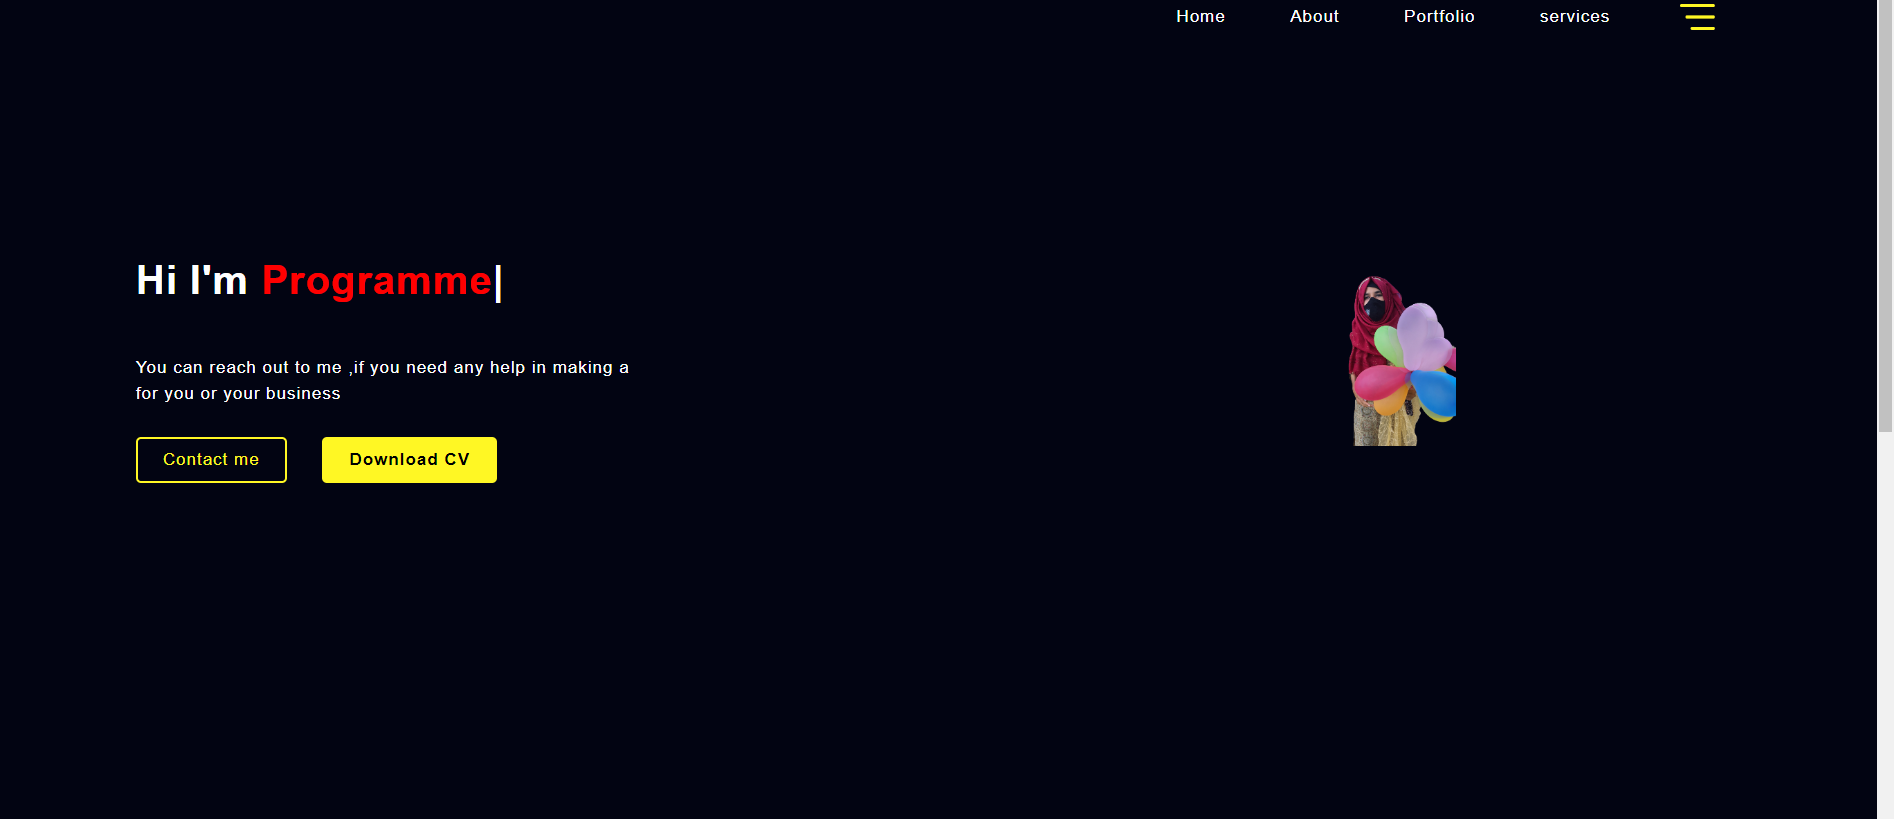 Home About Portfolio services
Hi I'm Programme|
You can reach out to me ,if you need any help in making a
for you or your business
Contact me Download CV